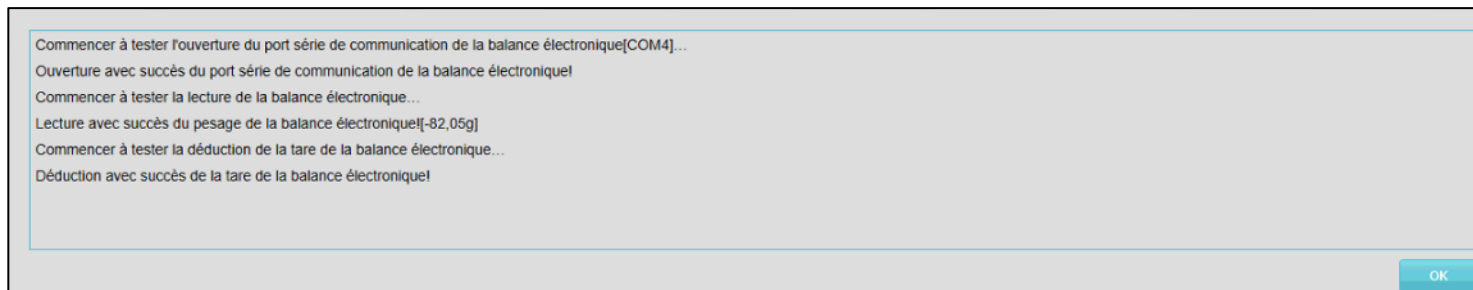 Commencer à tester l'ouverture du port série de communication de la balance électronique[COM4]...
Ouverture avec succès du port série de communication de la balance électronique!
Commencer à tester la lecture de la balance électronique...
Lecture avec succès du pesage de la balance électronique![-82,05g]
Commencer à tester la déduction de la tare de la balance électronique...
Déduction avec succès de la tare de la balance électronique!
OK